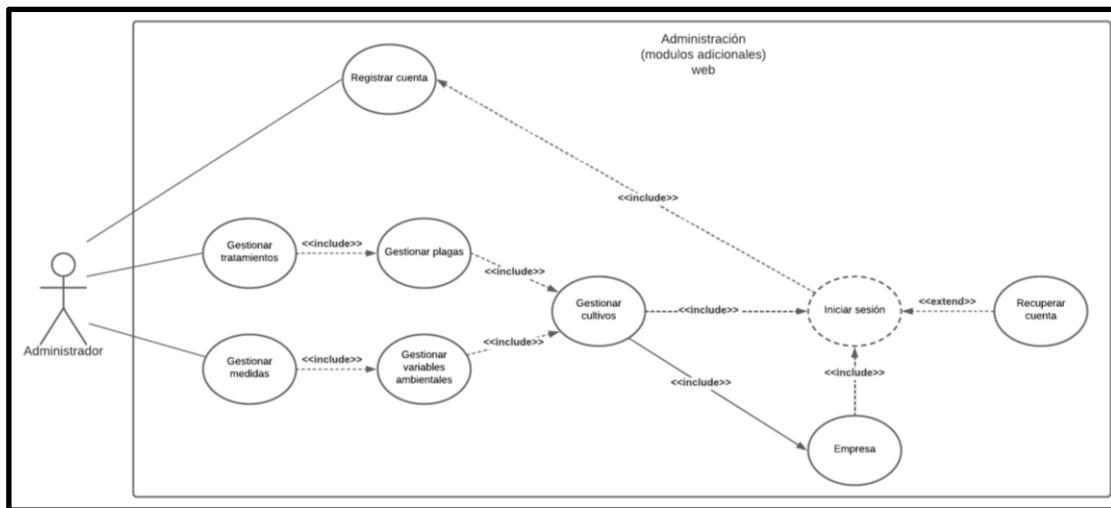 Administración
(modulos adicionales)
web
Registrar cuenta
<<include>>
Gestionar
tratamientos
<<include>>
Gestionar plagas
<<include>>
Gestionar
cultivos
<<include>>
Iniciar sesión
<<extend>>
Recuperar
cuenta
Administrador
Gestionar
medidas
<<include>>
Gestionar
variables
ambientales
<<include>>
<<include>>
<<include>>
Empresa